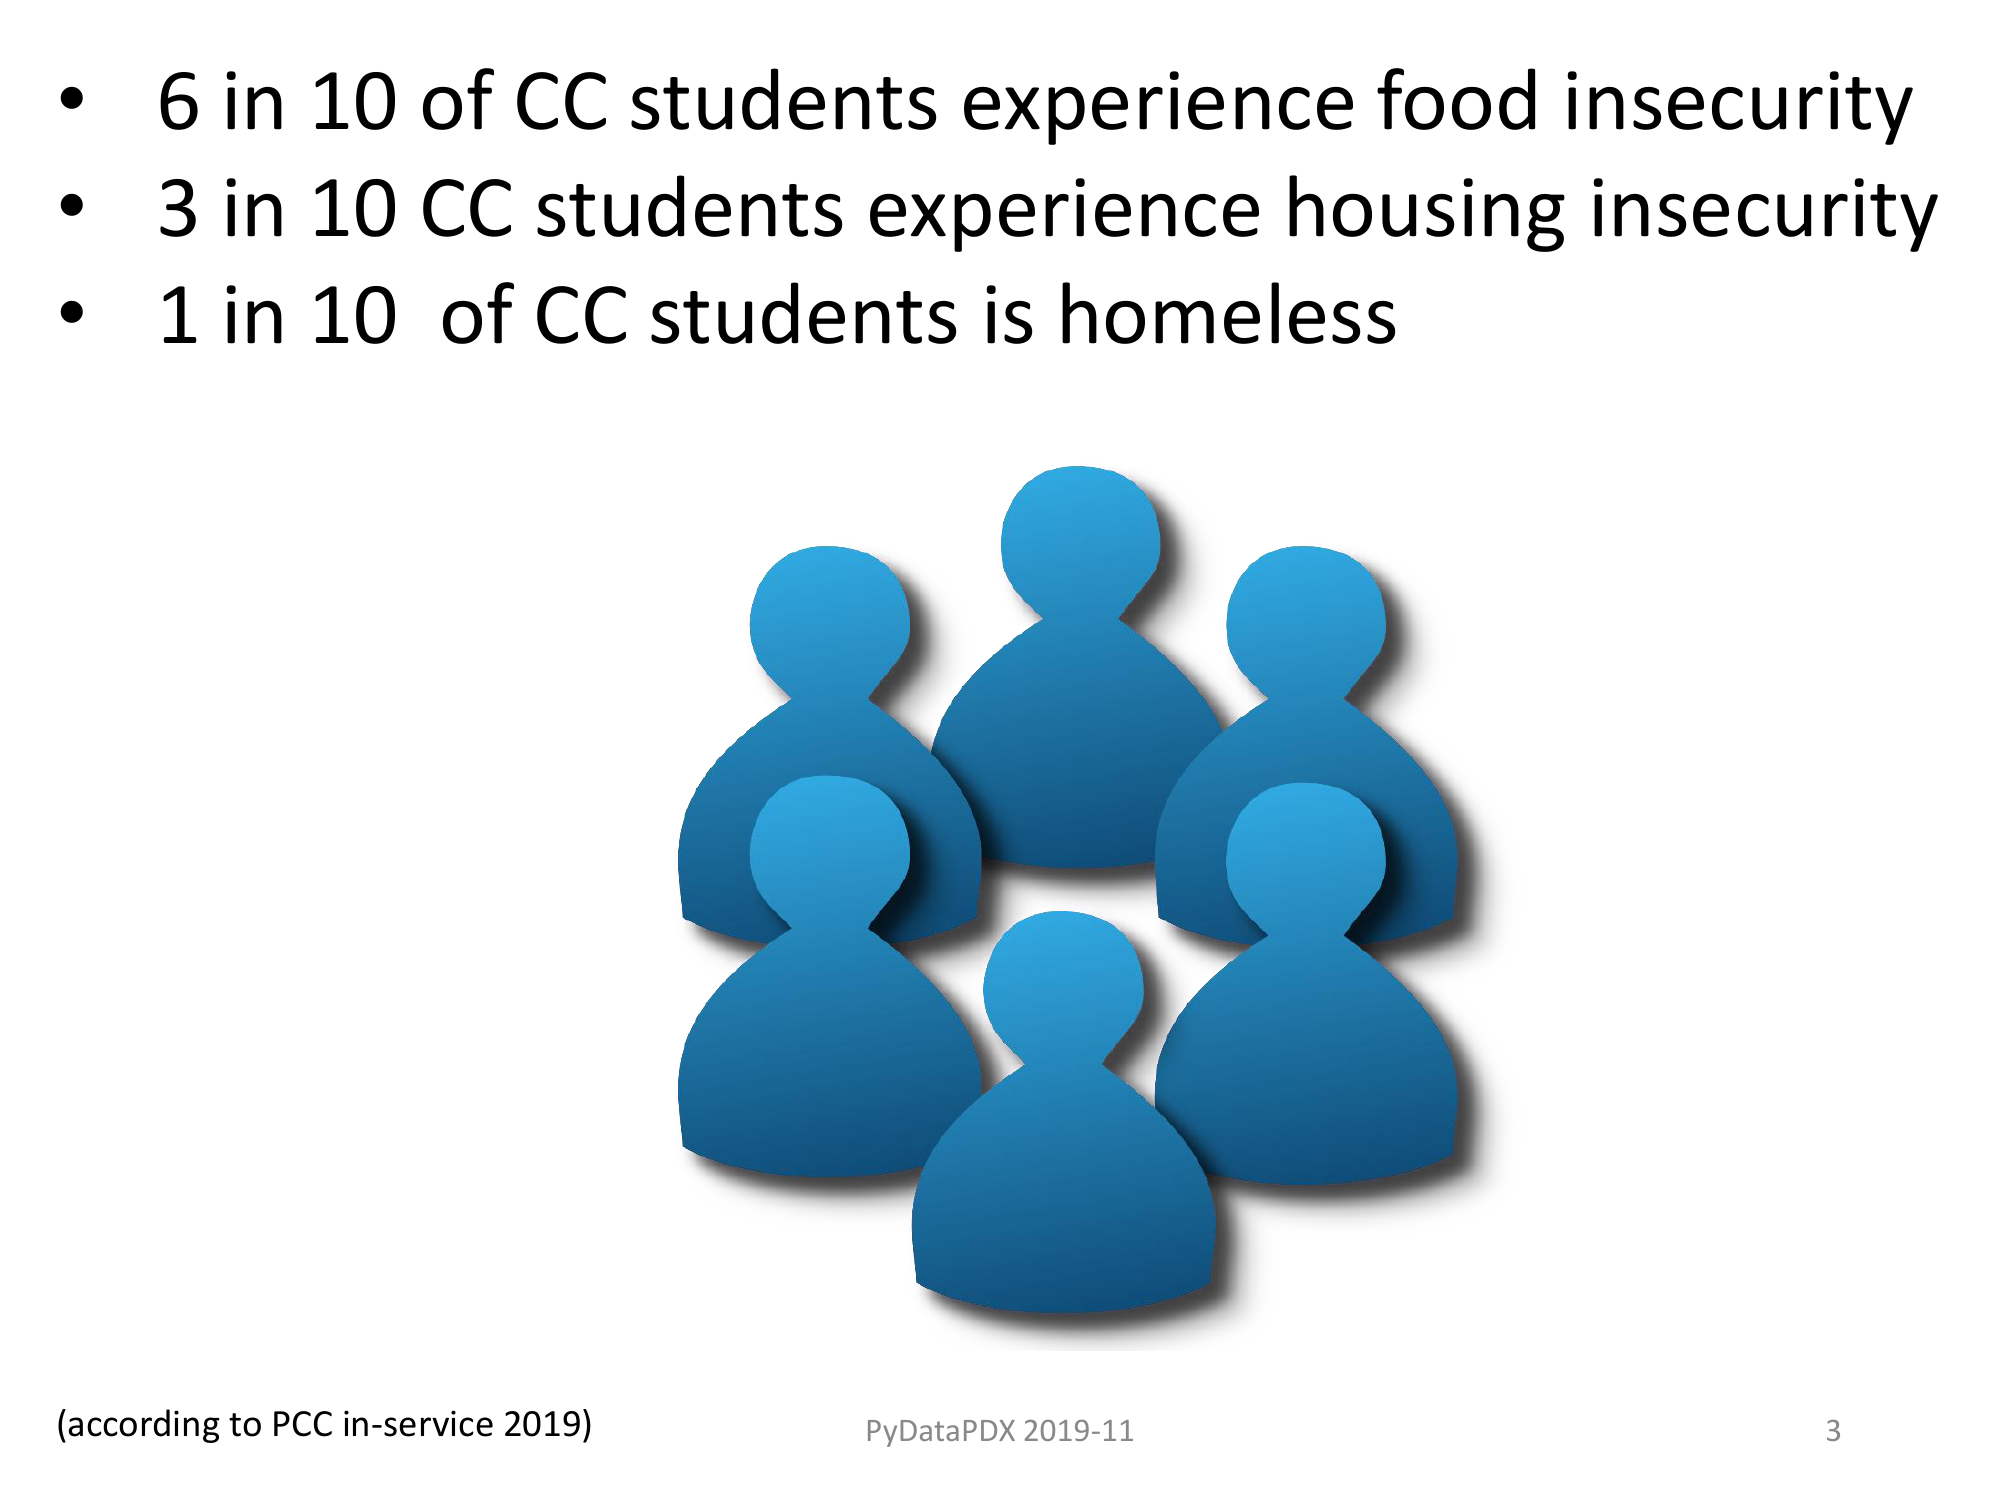 • 6 in 10 of CC students experience food insecurity
• 3 in 10 CC students experience housing insecurity
• 1 in 10  of CC students is homeless
(according to PCC in-service 2019)
PyDataPDX 2019-11
3